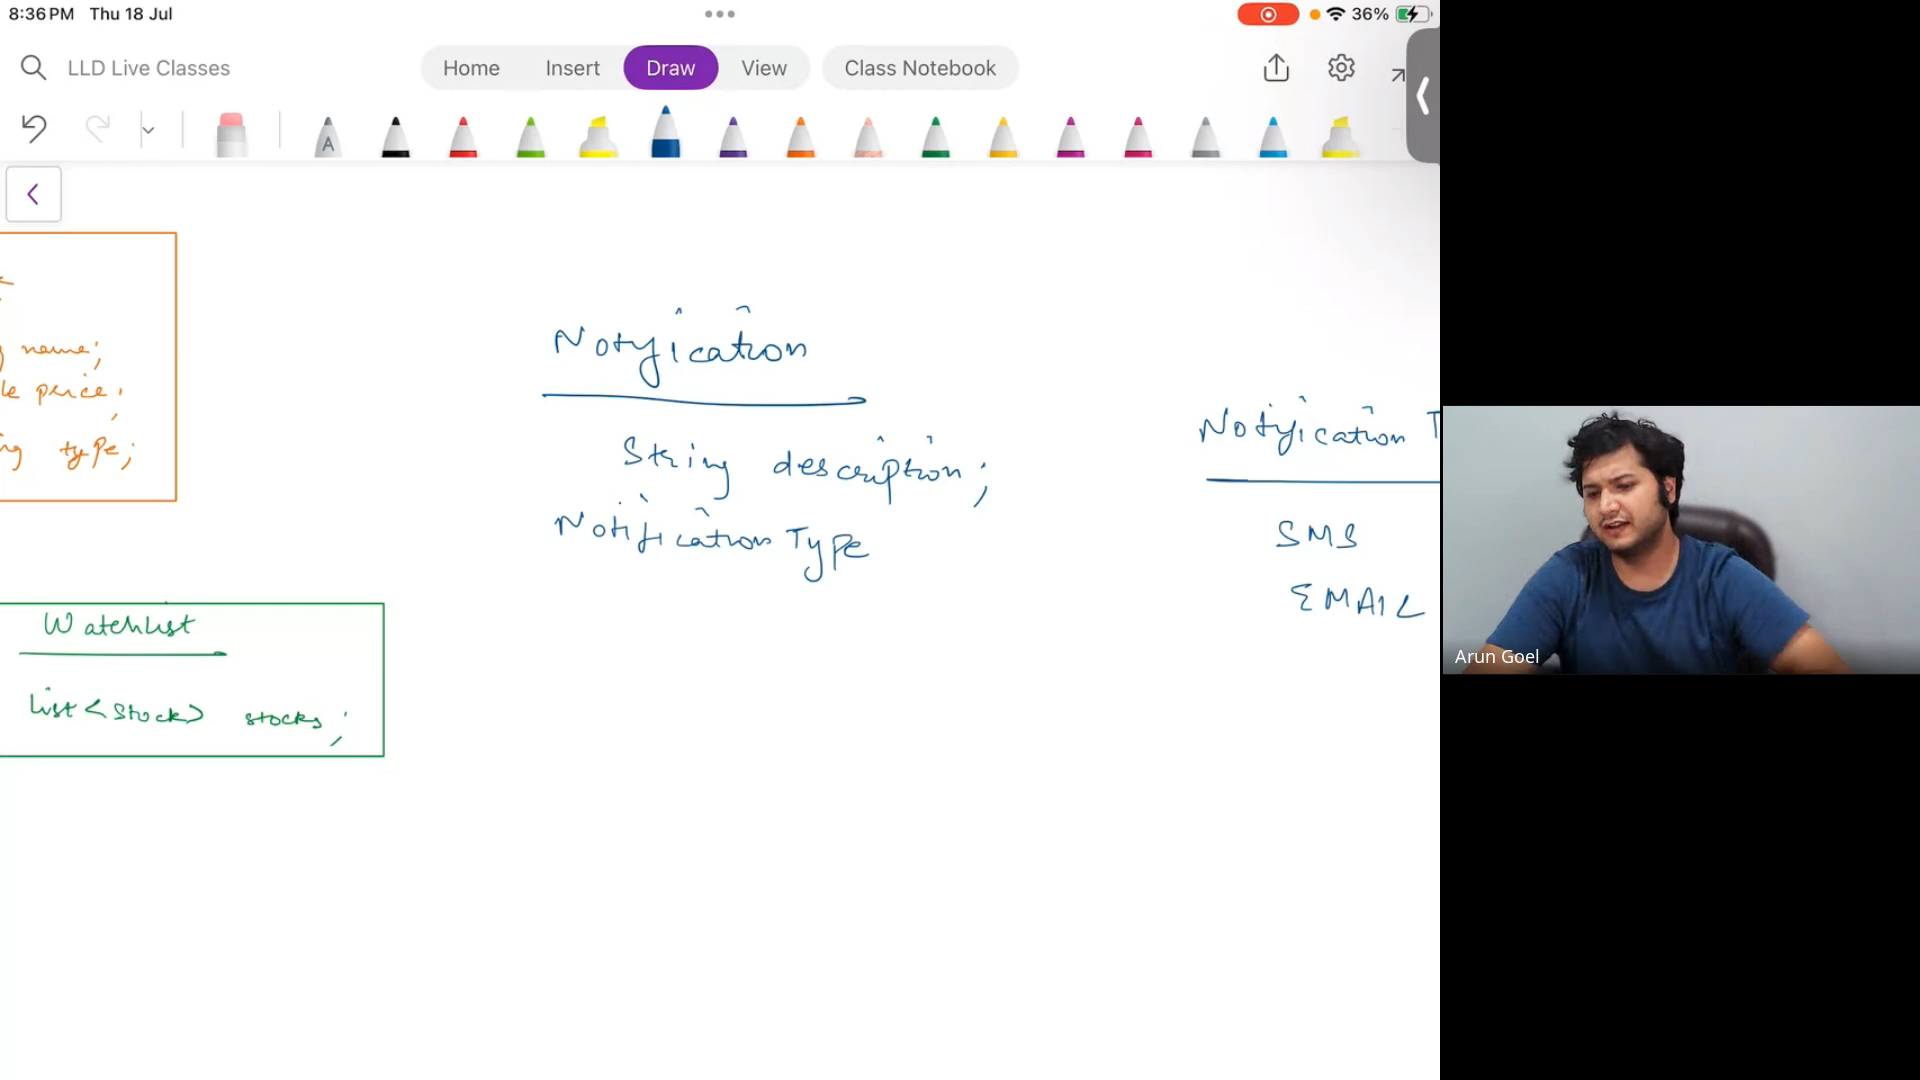 8:36 PM Thu 18 Jul
36%
LLD Live Classes
Home Insert Draw View Class Notebook
A
name;
price;
type;
Notification
String description;
Notification Type
Notification T
SMS
EMAIL
Watchlist
List<Stock> stocks;
Arun Goel